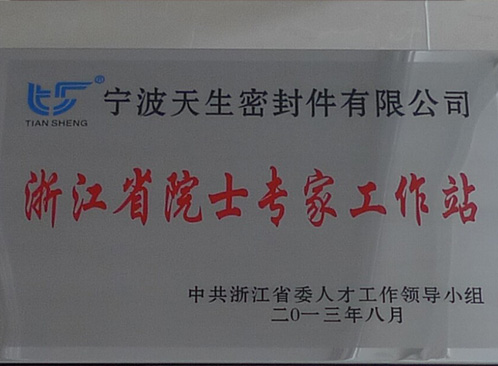 宁波天生密封件有限公司
TIAN SHENG
浙江省院士专家工作站
中共浙江省委人才工作领导小组
二0一三年八月